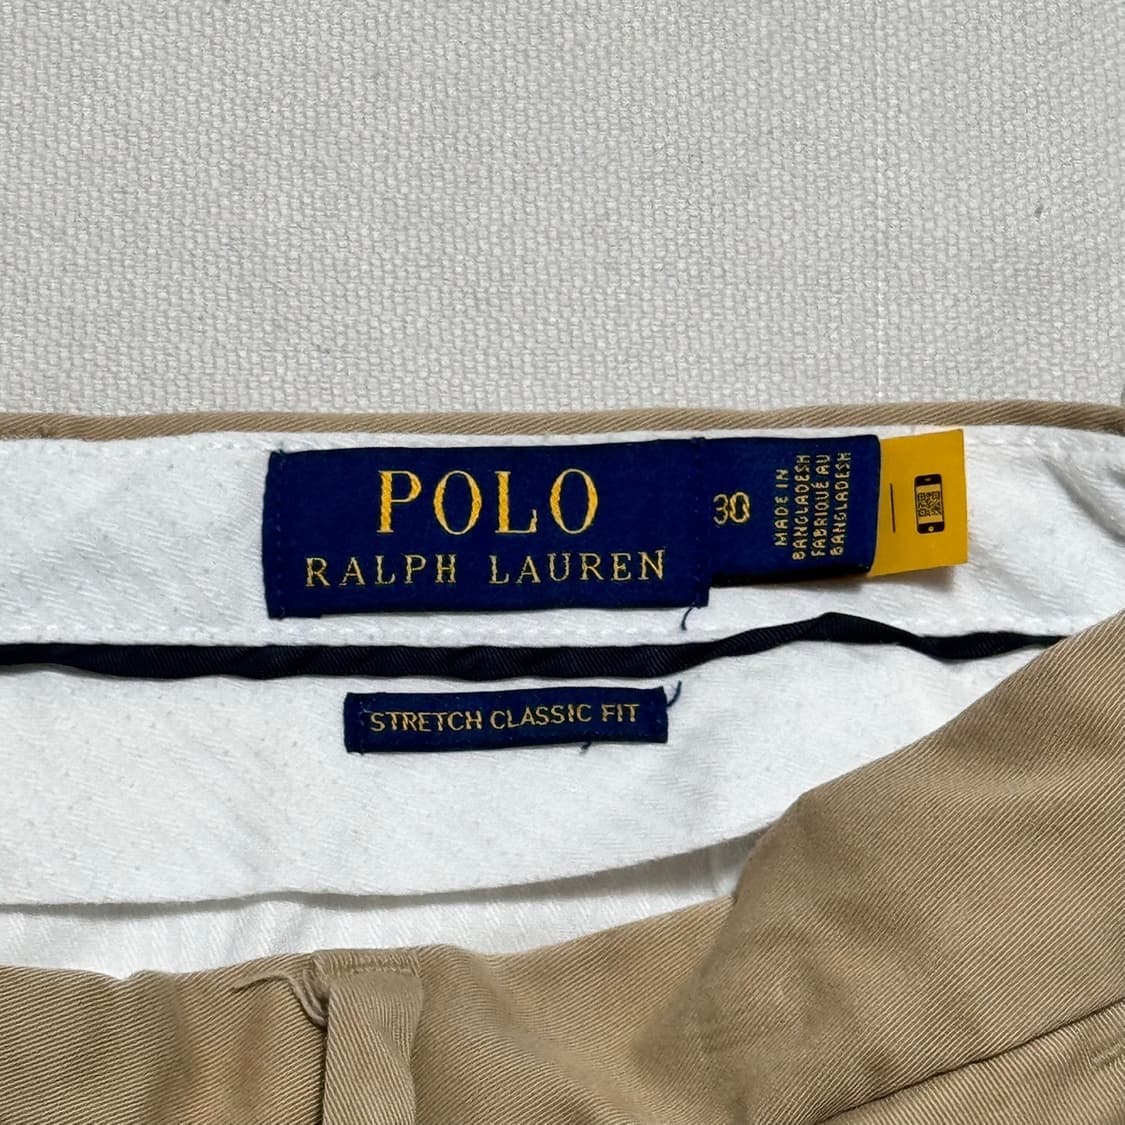 POLO
RALPH LAUREN
30
MADE IN
BANGLADESH
FABRIQUÉ AU
BANGLADESH
STRETCH CLASSIC FIT